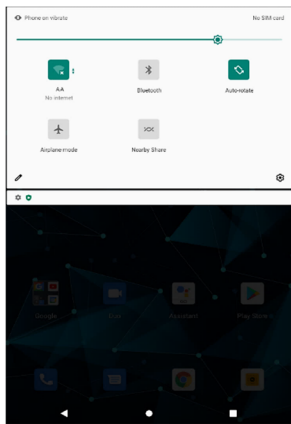 Phone on vibrate
No SIM card
AA
No internet
Bluetooth
Auto-rotate
Airplane mode
Nearby Share
Google...
Duo
Assistant
Play Store